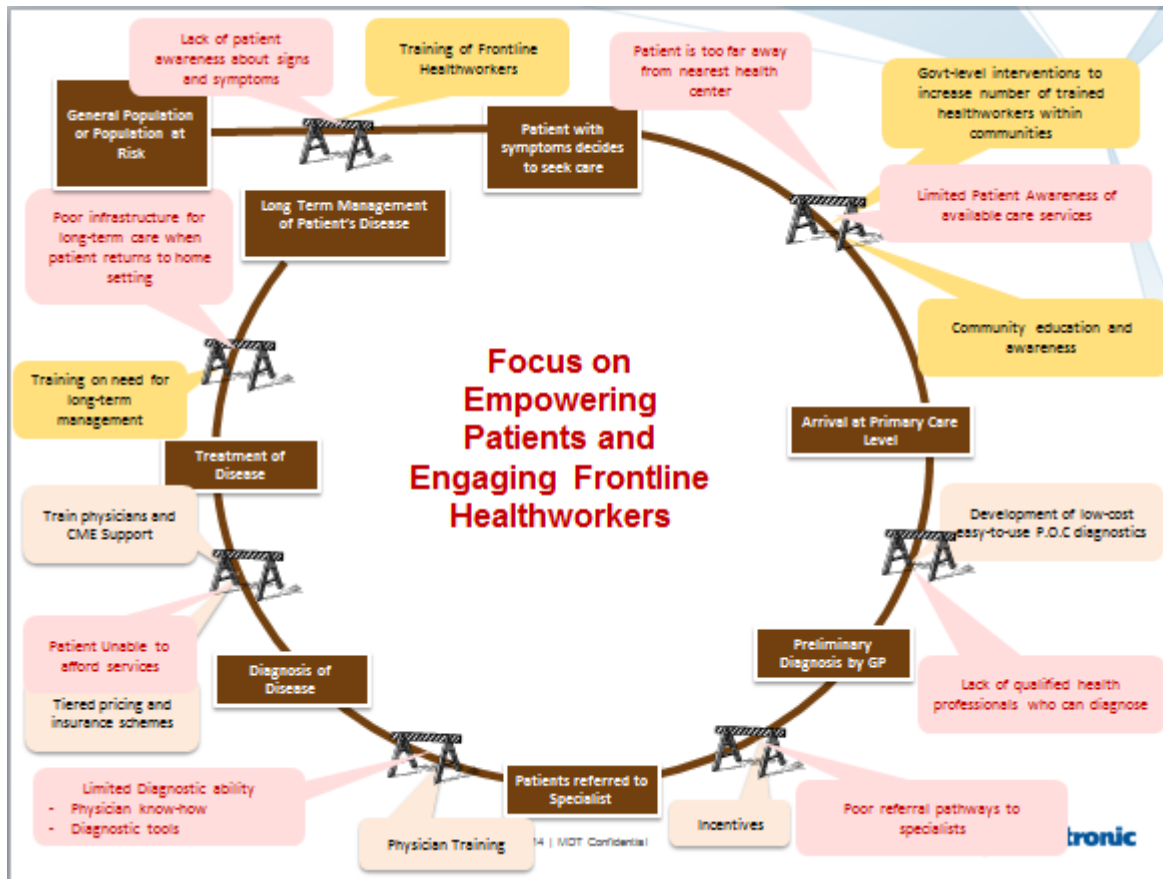 Lack of patient
awareness about signs
and symptoms
Training of Frontline
Healthworkers
Patient is too far away
from nearest health
center
Govt-level interventions to
increase number of trained
healthworkers within
communities
General Population
or Population at
Risk
Patient with
symptoms decides
to seek care
Limited Patient Awareness of
available care services
Long Term Management
of Patient's Disease
Poor infrastructure for
long-term care when
patient returns to home
setting
Community education and
awareness
Focus on
Empowering
Patients and
Engaging Frontline
Healthworkers
Training on need for
long-term
management
Arrival at Primary Care
Level
Treatment of
Disease
Train physicians and
CME Support
Development of low-cost
easy-to-use P.O.C diagnostics
Patient Unable to
afford services
Preliminary
Diagnosis by GP
Diagnosis of
Disease
Lack of qualified health
professionals who can diagnose
Tiered pricing and
insurance schemes
Limited Diagnostic ability
- Physician know-how
- Diagnostic tools
Patients referred to
Specialist
Incentives
Poor referral pathways to
specialists
Physician Training
14 | MDT Confidential
tronic